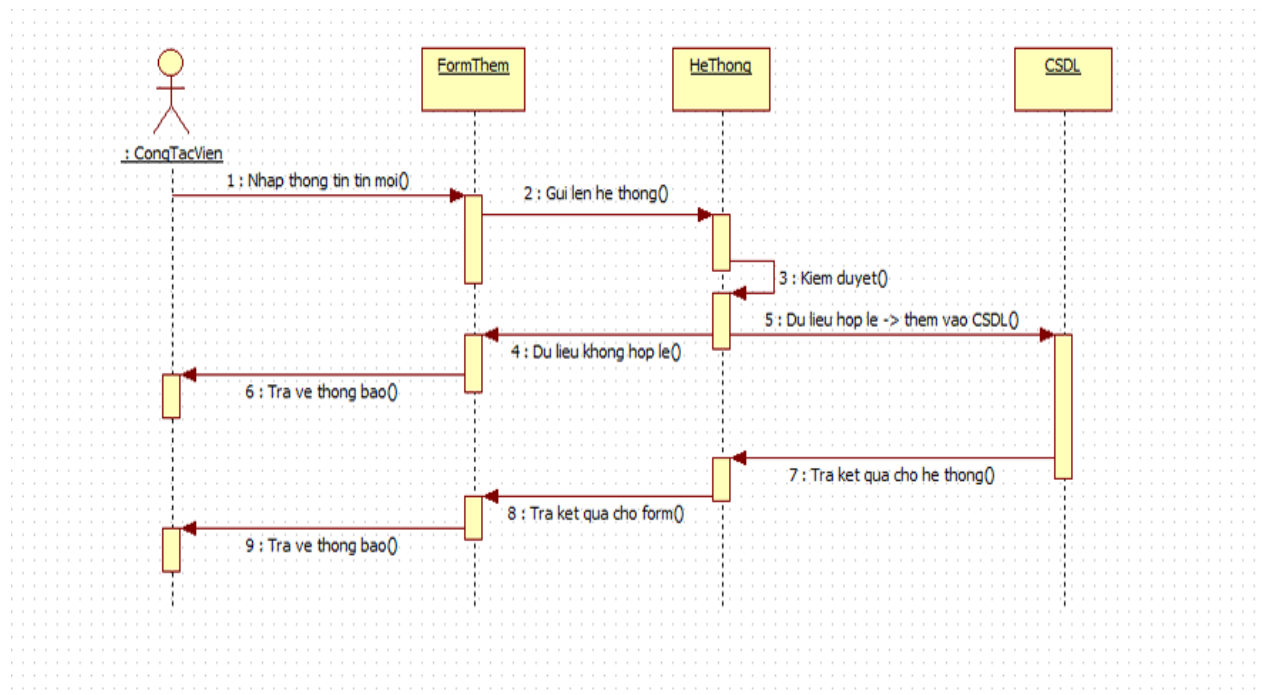 FormThem
HeThong
CSDL
: CongTacVien
1 : Nhap thong tin tin moi()
2 : Gui len he thong()
3 : Kiem duyet()
5 : Du lieu hop le -> them vao CSDL()
4 : Du lieu khong hop le()
6 : Tra ve thong bao()
7 : Tra ket qua cho he thong()
8 : Tra ket qua cho form()
9 : Tra ve thong bao()